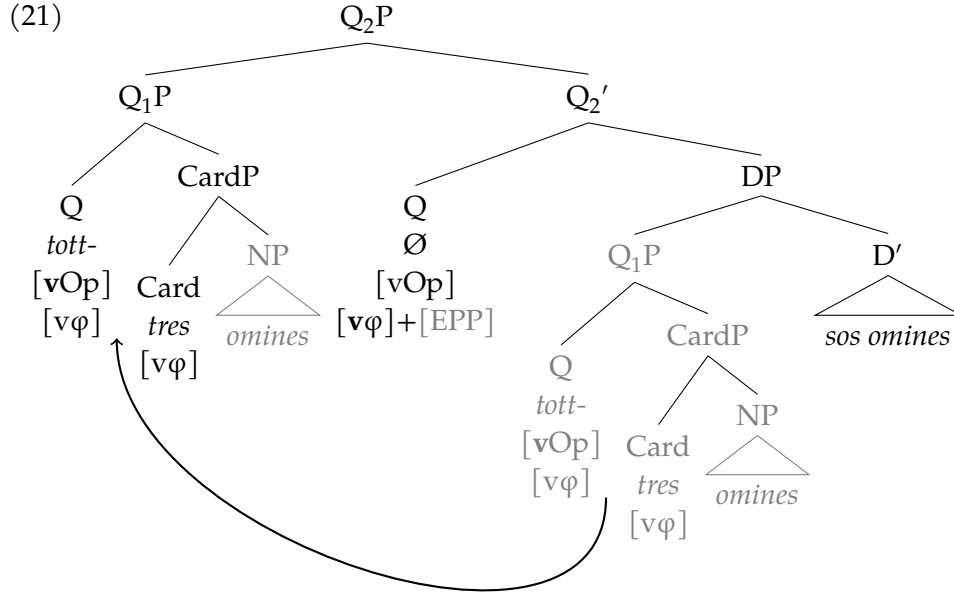 (21)
Q₂P
Q₁P Q₂′
Q CardP Q DP
tott- Ø
[vOp] Card NP [vOp] Q₁P D′
[vφ] tres omines [vφ]+[EPP] sos omines
[vφ] Q CardP
tott-
[vOp] Card NP
[vφ] tres omines
[vφ]